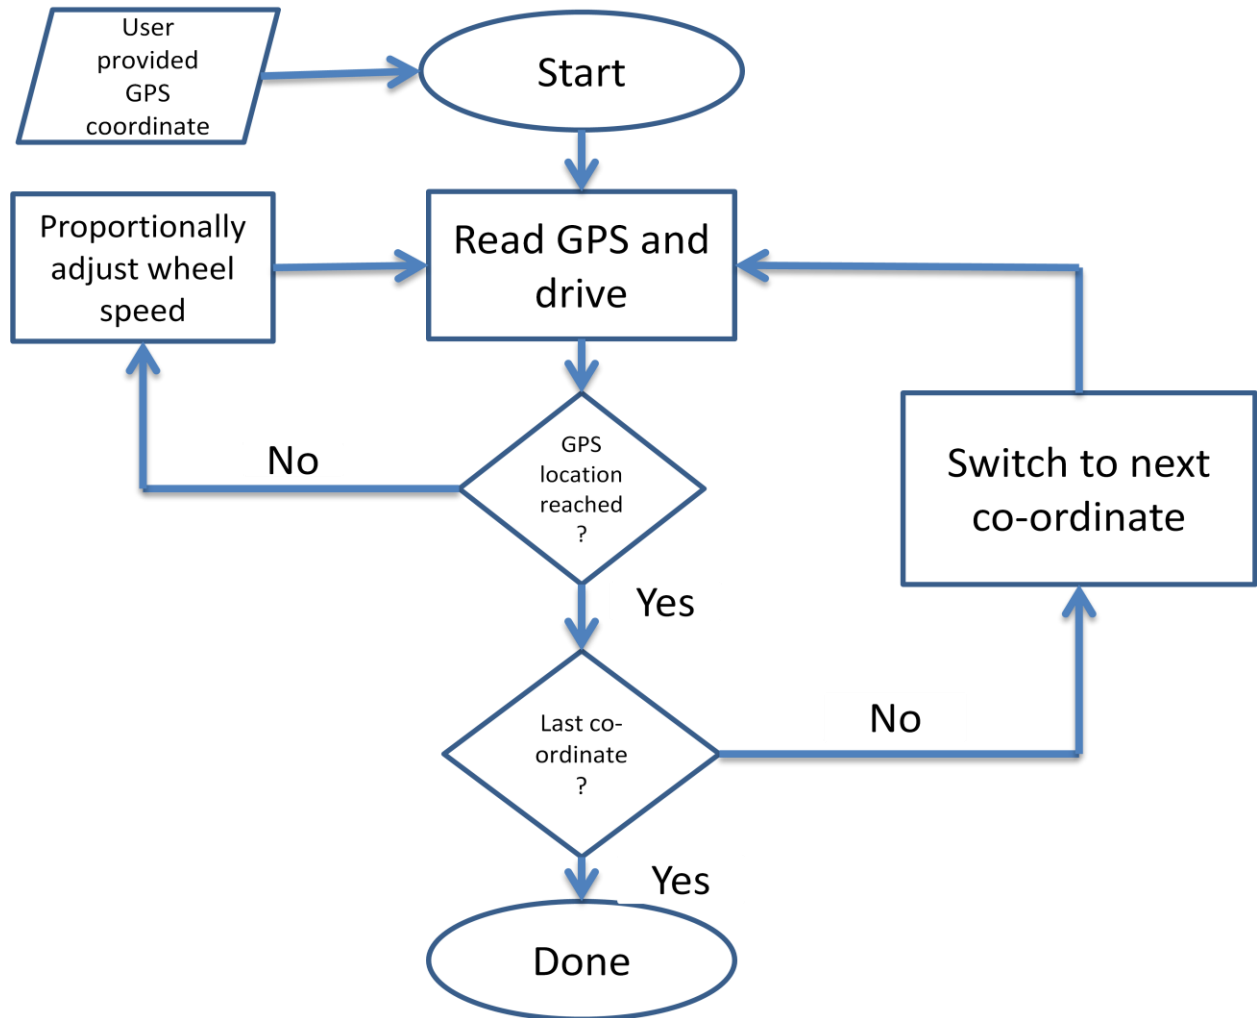 User
provided
GPS
coordinate
Start
Proportionally
adjust wheel
speed
Read GPS and
drive
No
GPS
location
reached
?
Switch to next
co-ordinate
Yes
Last co-
ordinate
?
No
Yes
Done